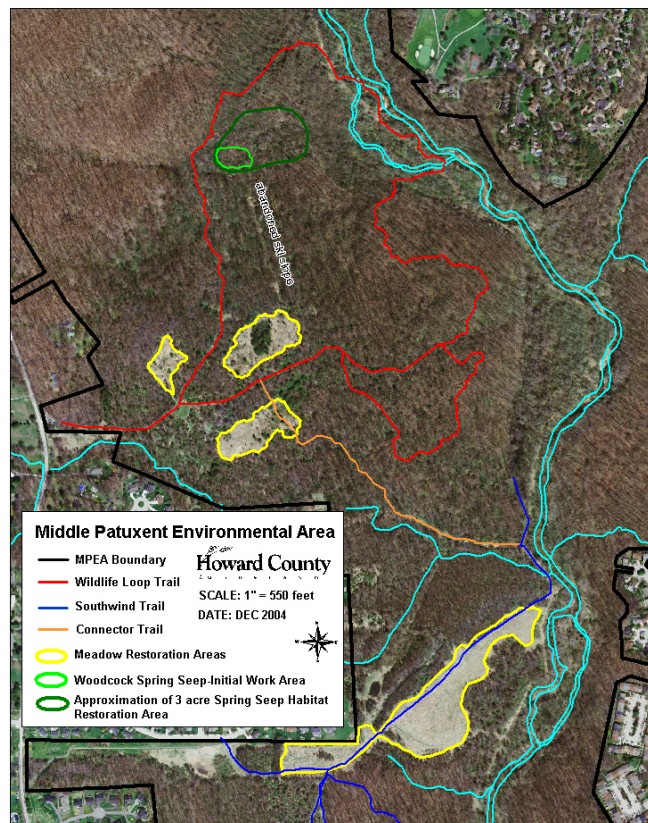 abandoned ski slope
Middle Patuxent Environmental Area
MPEA Boundary
Wildlife Loop Trail
Southwind Trail
Connector Trail
Howard County
MARYLAND
SCALE: 1" = 550 feet
DATE: DEC 2004
N
W
E
S
Meadow Restoration Areas
Woodcock Spring Seep-Initial Work Area
Approximation of 3 acre Spring Seep Habitat
Restoration Area